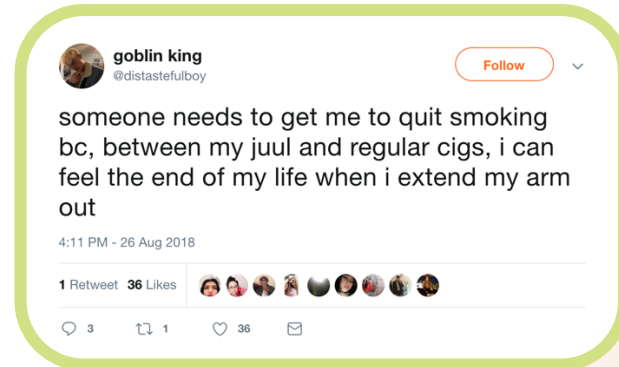 goblin king
@distastefulboy
Follow
someone needs to get me to quit smoking
bc, between my juul and regular cigs, i can
feel the end of my life when i extend my arm
out
4:11 PM - 26 Aug 2018
1 Retweet 36 Likes
3 1 36